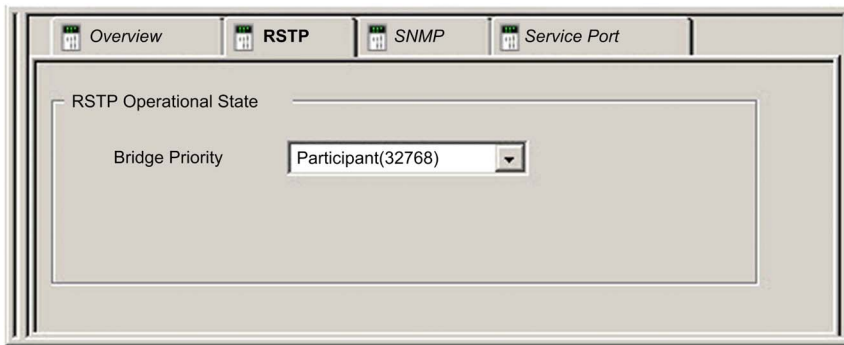 Overview RSTP SNMP Service Port
RSTP Operational State
Bridge Priority Participant(32768)